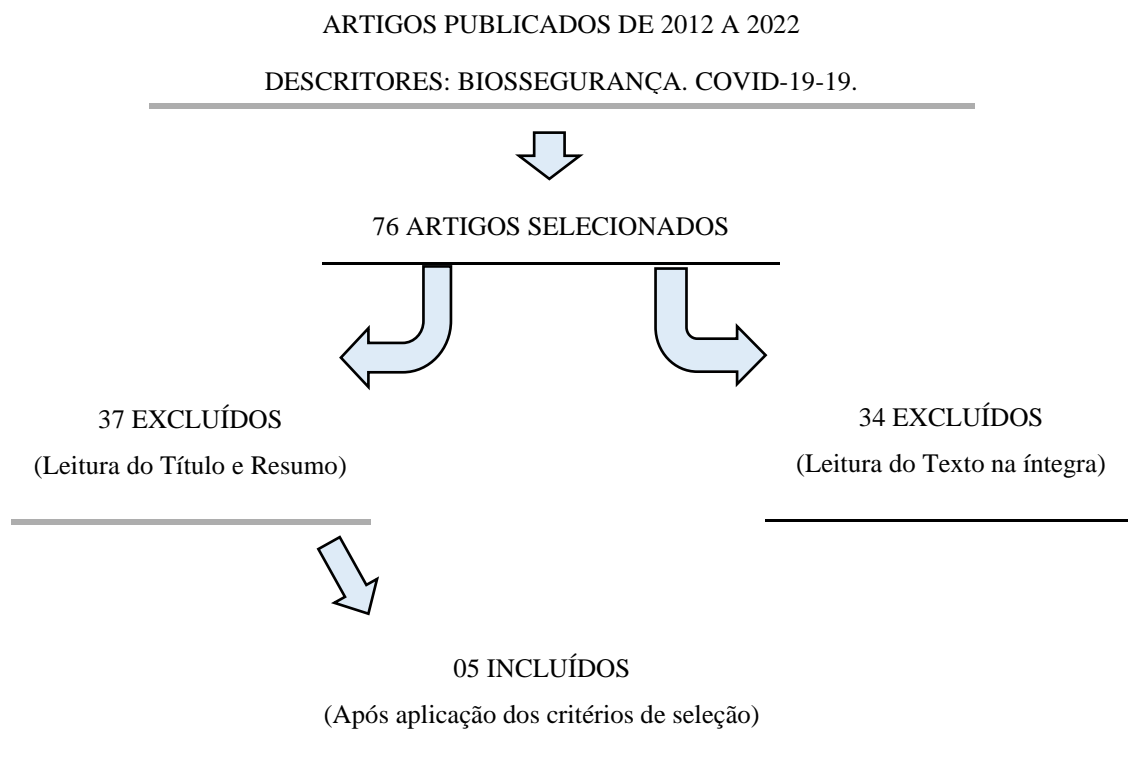 ARTIGOS PUBLICADOS DE 2012 A 2022
DESCRITORES: BIOSSEGURANÇA. COVID-19-19.
76 ARTIGOS SELECIONADOS
37 EXCLUÍDOS
(Leitura do Título e Resumo)
34 EXCLUÍDOS
(Leitura do Texto na íntegra)
05 INCLUÍDOS
(Após aplicação dos critérios de seleção)